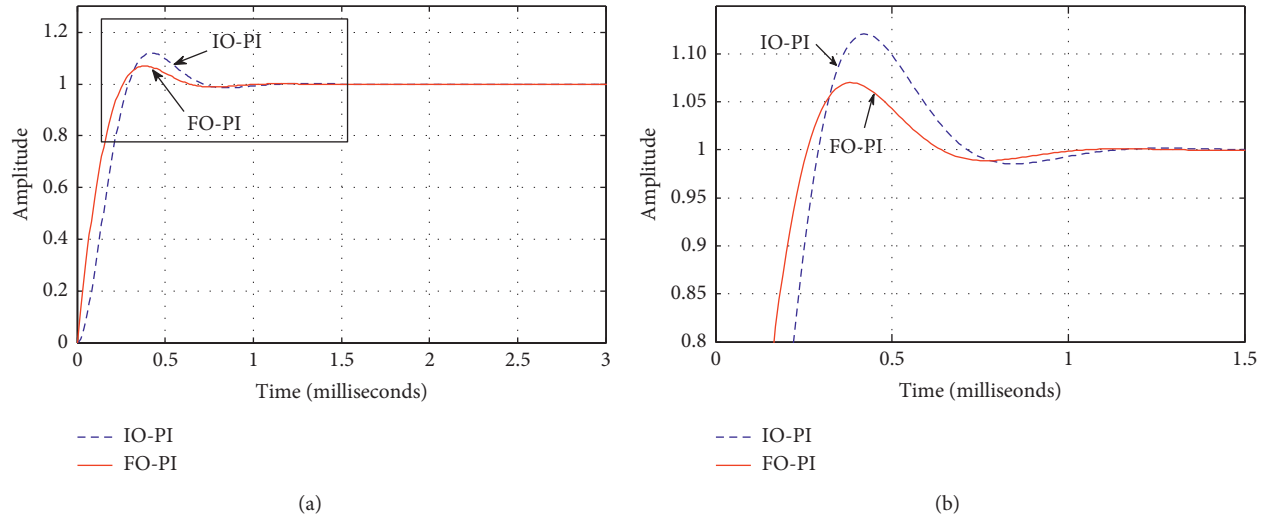 1.2
1
0.8
0.6
0.4
0.2
0
Amplitude
IO-PI
FO-PI
0
0.5
1
1.5
2
2.5
3
Time (milliseconds)
IO-PI
FO-PI
(a)
1.10
1.05
1
0.95
0.9
0.85
0.8
Amplitude
IO-PI
FO-PI
0
0.5
1
1.5
Time (milliseonds)
IO-PI
FO-PI
(b)